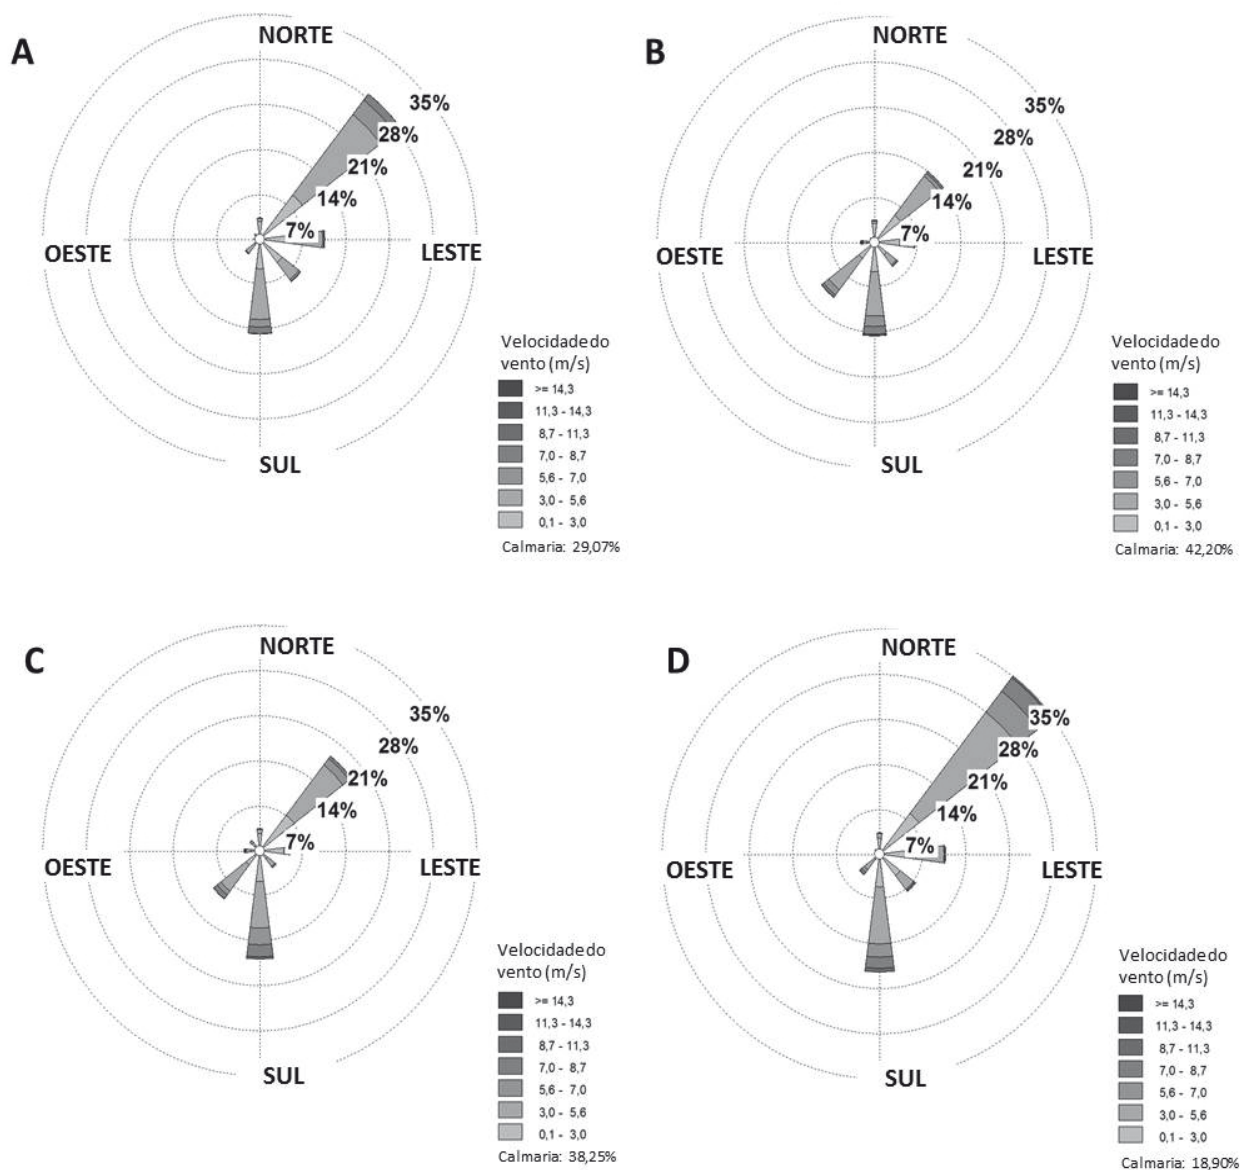 A
NORTE
35%
28%
21%
14%
7%
OESTE
LESTE
SUL
Velocidade do
vento (m/s)
>= 14,3
11,3 - 14,3
8,7 - 11,3
7,0 - 8,7
5,6 - 7,0
3,0 - 5,6
0,1 - 3,0
Calmaria: 29,07%
B
NORTE
35%
28%
21%
14%
7%
OESTE
LESTE
SUL
Velocidade do
vento (m/s)
>= 14,3
11,3 - 14,3
8,7 - 11,3
7,0 - 8,7
5,6 - 7,0
3,0 - 5,6
0,1 - 3,0
Calmaria: 42,20%
C
NORTE
35%
28%
21%
14%
7%
OESTE
LESTE
SUL
Velocidade do
vento (m/s)
>= 14,3
11,3 - 14,3
8,7 - 11,3
7,0 - 8,7
5,6 - 7,0
3,0 - 5,6
0,1 - 3,0
Calmaria: 38,25%
D
NORTE
35%
28%
21%
14%
7%
OESTE
LESTE
SUL
Velocidade do
vento (m/s)
>= 14,3
11,3 - 14,3
8,7 - 11,3
7,0 - 8,7
5,6 - 7,0
3,0 - 5,6
0,1 - 3,0
Calmaria: 18,90%